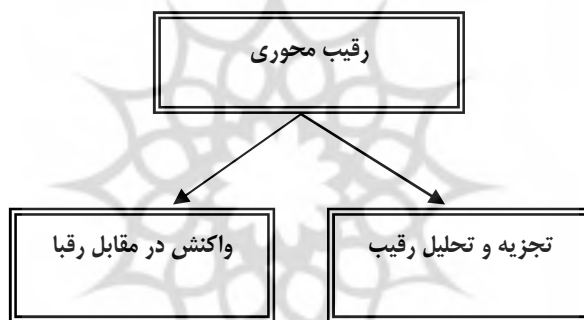 رقیب محوری
تجزیه و تحلیل رقیب
واکنش در مقابل رقبا